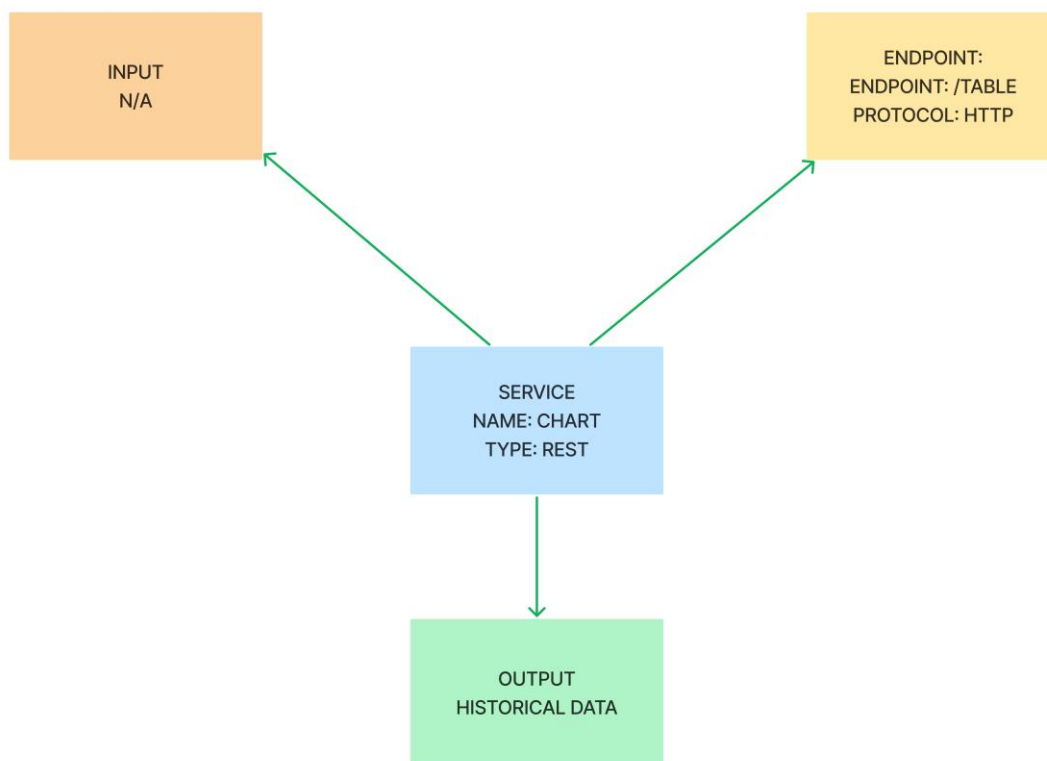 INPUT
N/A
ENDPOINT:
ENDPOINT: /TABLE
PROTOCOL: HTTP
SERVICE
NAME: CHART
TYPE: REST
OUTPUT
HISTORICAL DATA